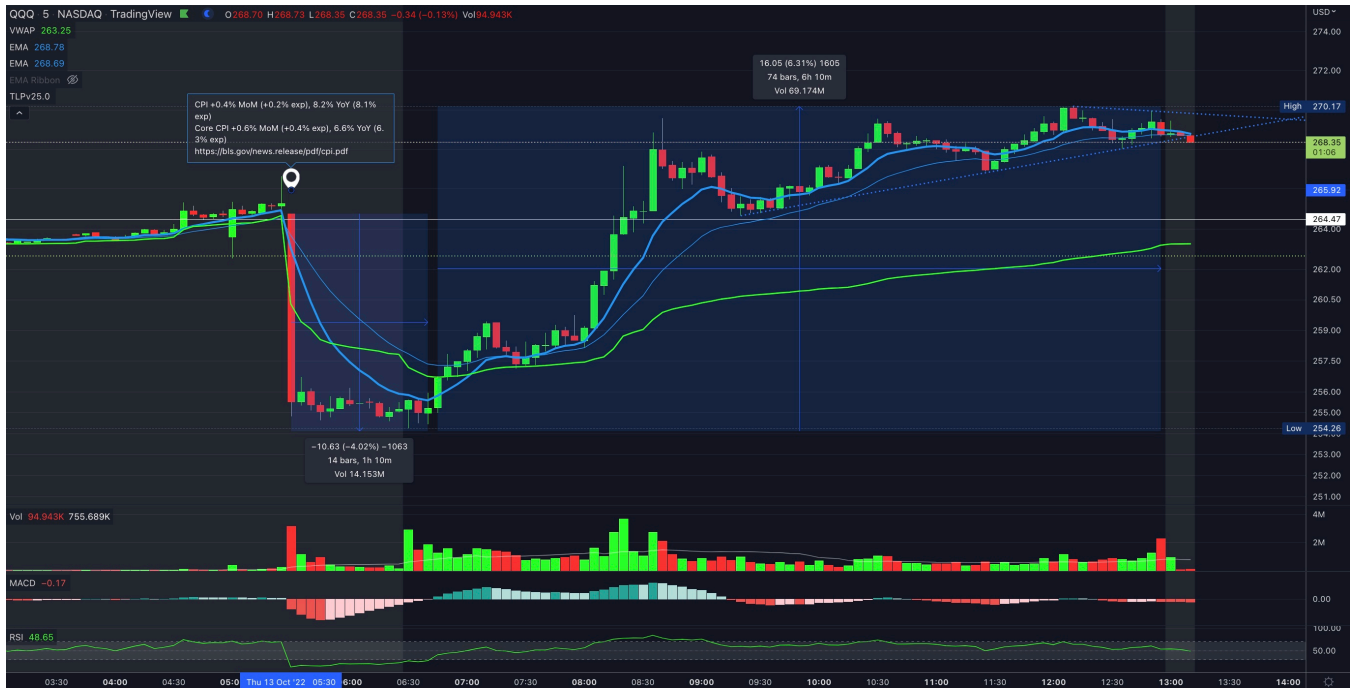 QQQ · 5 · NASDAQ · TradingView O268.70 H268.73 L268.35 C268.35 −0.34 (−0.13%) Vol94.943K
VWAP 263.25
EMA 268.78
EMA 268.69
EMA Ribbon
TLPv25.0
CPI +0.4% MoM (+0.2% exp), 8.2% YoY (8.1%
exp)
Core CPI +0.6% MoM (+0.4% exp), 6.6% YoY (6.
3% exp)
https://bls.gov/news.release/pdf/cpi.pdf
16.05 (6.31%) 1605
74 bars, 6h 10m
Vol 69.174M
−10.63 (−4.02%) −1063
14 bars, 1h 10m
Vol 14.153M
USD
274.00
272.00
High 270.17
268.35
01:06
265.92
264.47
264.00
262.00
260.50
259.00
257.50
256.00
255.00
Low 254.26
254.00
253.00
252.00
251.00
Vol 94.943K 755.689K
4M
2M
MACD −0.17
0.00
RSI 48.65
100.00
50.00
03:30 04:00 04:30 05:0 Thu 13 Oct '22 05:30 6:00 06:30 07:00 07:30 08:00 08:30 09:00 09:30 10:00 10:30 11:00 11:30 12:00 12:30 13:00 13:30 14:00